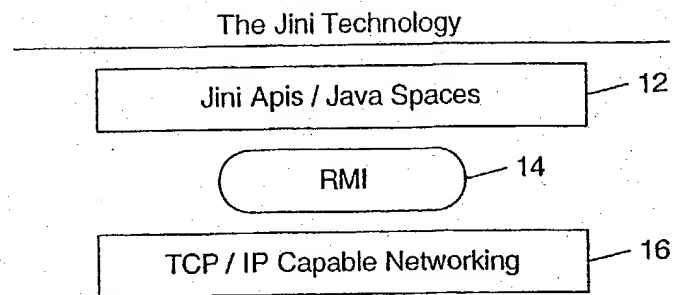 The Jini Technology
Jini Apis / Java Spaces
12
RMI
14
TCP / IP Capable Networking
16